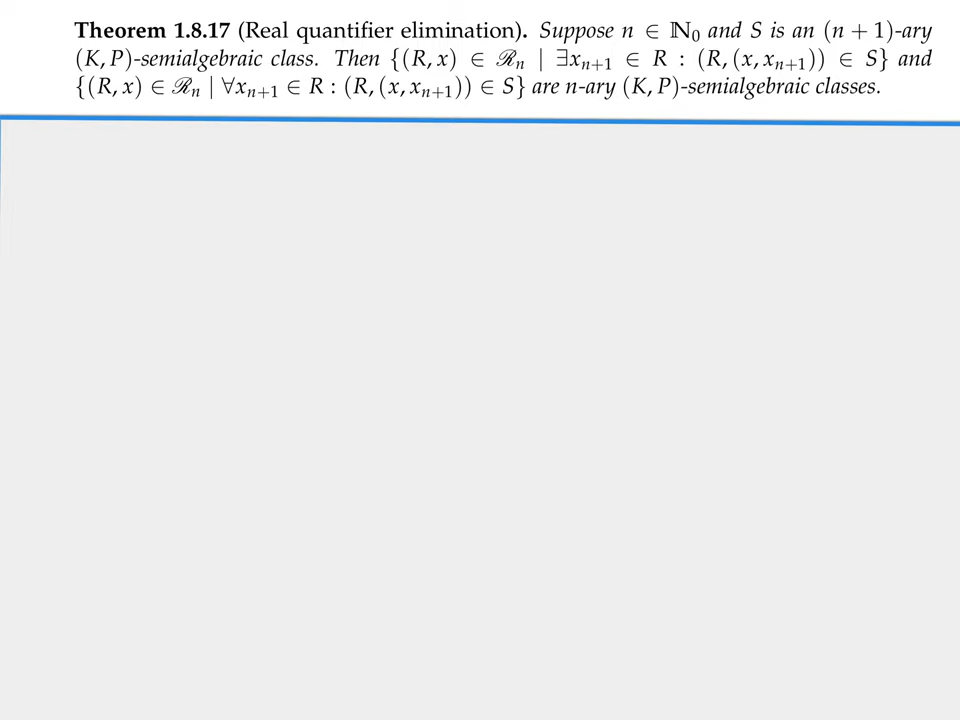 Theorem 1.8.17 (Real quantifier elimination). Suppose n ∈ ℕ₀ and S is an (n + 1)-ary
(K, P)-semialgebraic class. Then {(R, x) ∈ ℛₙ | ∃xₙ₊₁ ∈ R : (R, (x, xₙ₊₁)) ∈ S} and
{(R, x) ∈ ℛₙ | ∀xₙ₊₁ ∈ R : (R, (x, xₙ₊₁)) ∈ S} are n-ary (K, P)-semialgebraic classes.